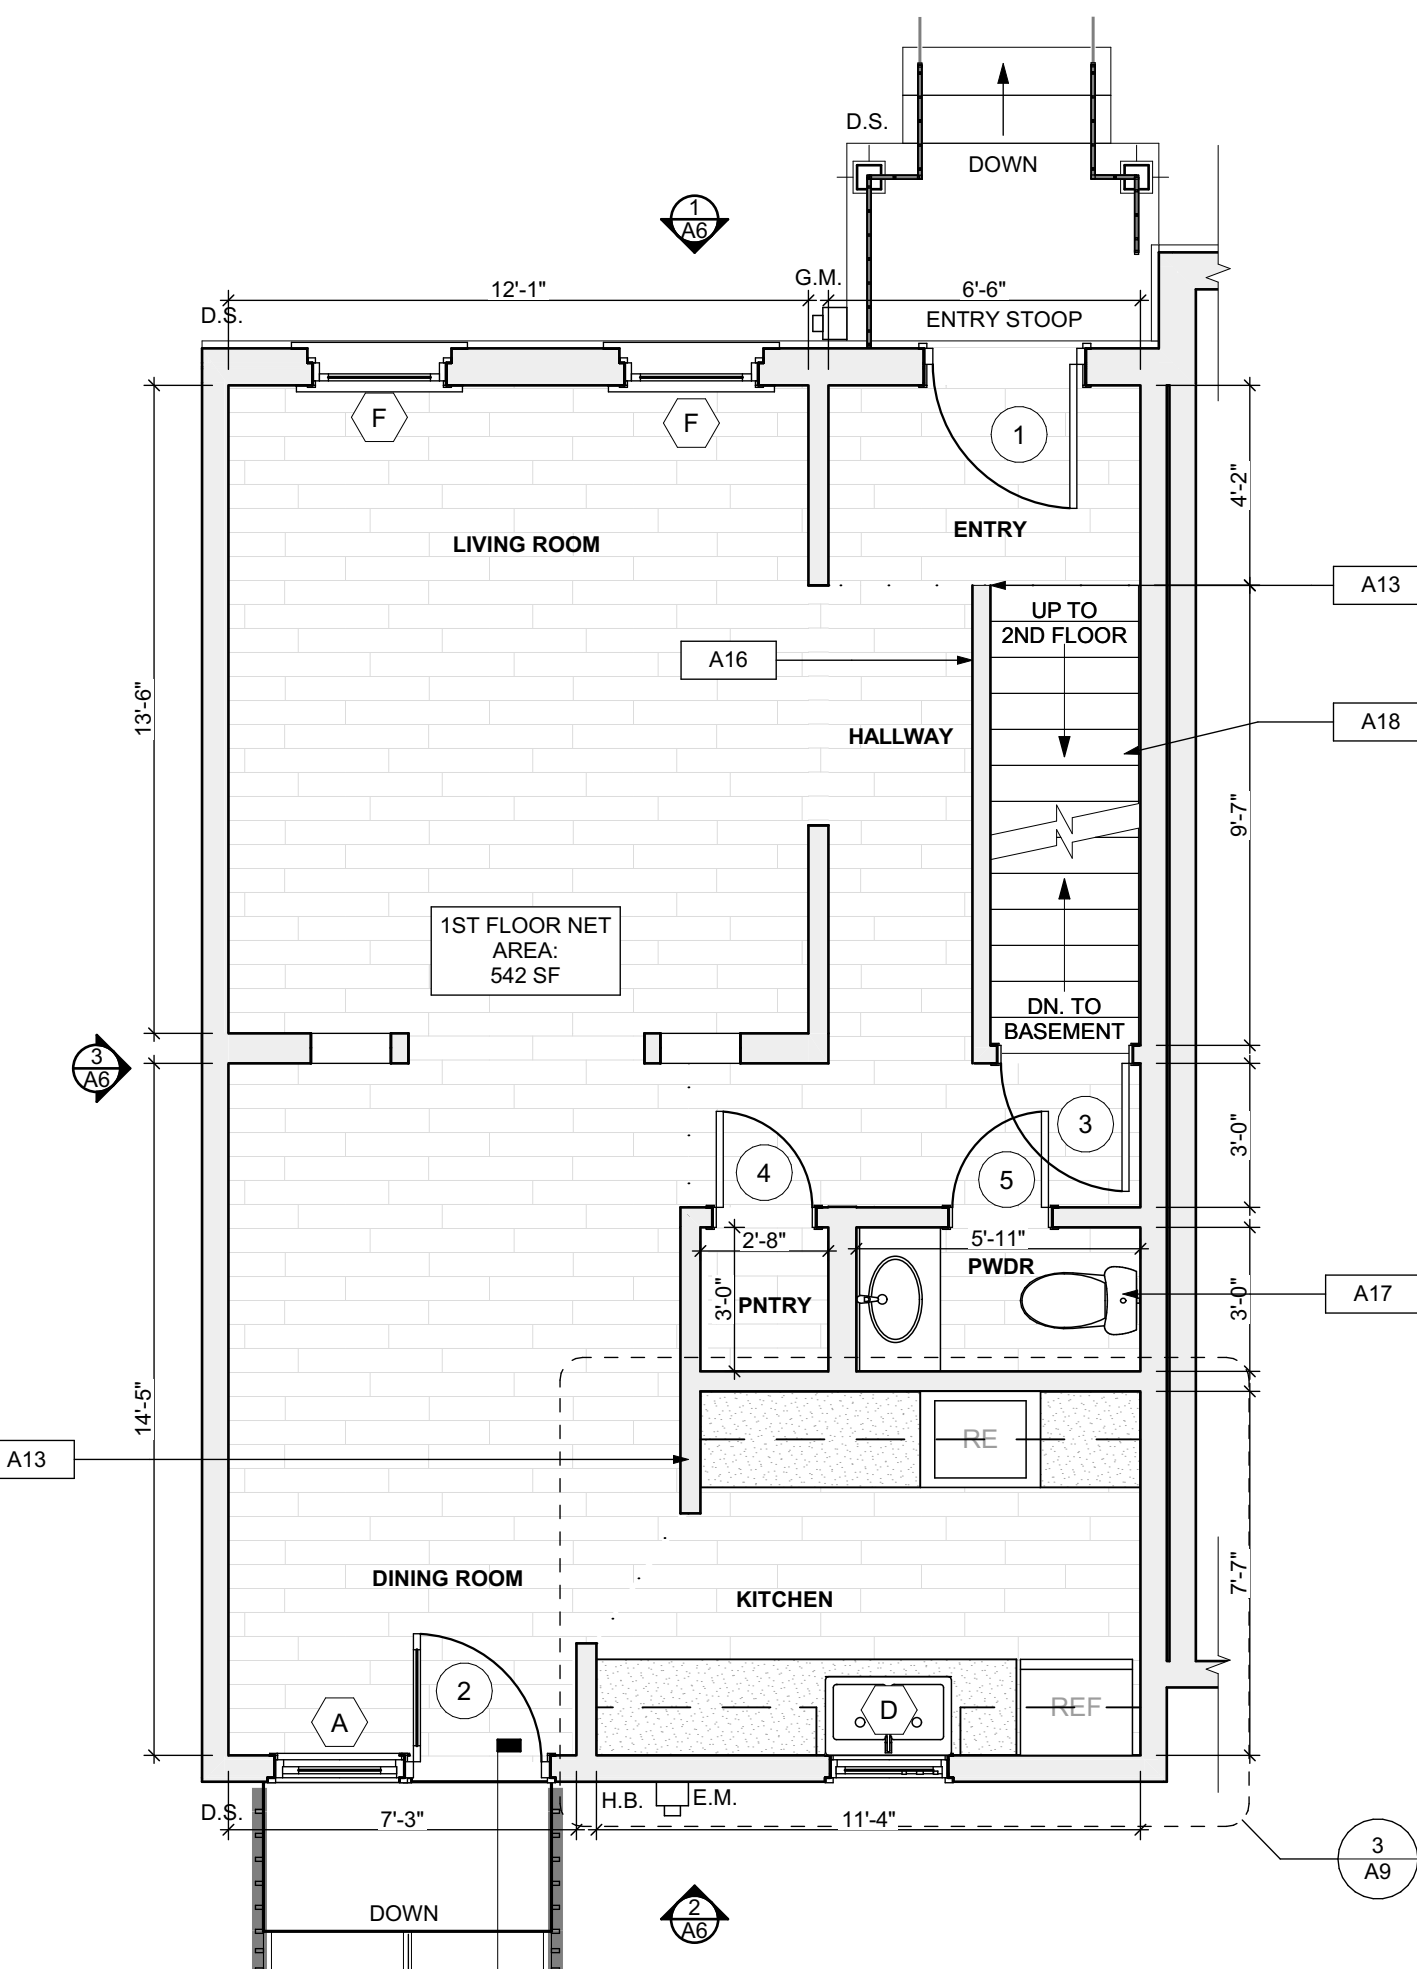 D.S.
DOWN
1
A6
G.M.
12'-1"
6'-6"
D.S.
ENTRY STOOP
F
F
1
4'-2"
ENTRY
LIVING ROOM
A13
UP TO
2ND FLOOR
A16
13'-6"
A18
HALLWAY
9'-7"
1ST FLOOR NET
AREA:
542 SF
DN. TO
BASEMENT
3
A6
3
3'-0"
4
5
2'-8"
5'-11"
PWDR
3'-0"
PNTRY
3'-0"
A17
14'-5"
RE
A13
7'-7"
DINING ROOM
KITCHEN
2
A
D
REF
D.S.
H.B.
E.M.
7'-3"
11'-4"
3
A9
DOWN
2
A6